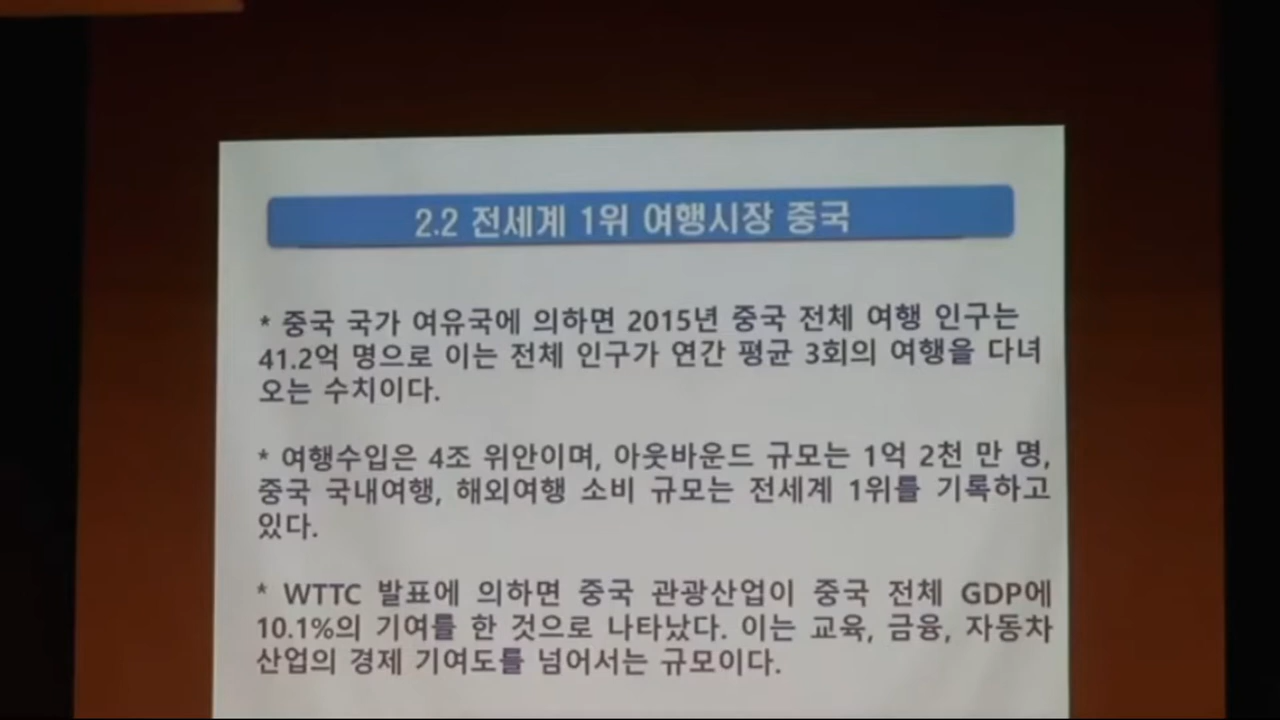 2.2 전세계 1위 여행시장 중국
* 중국 국가 여유국에 의하면 2015년 중국 전체 여행 인구는
41.2억 명으로 이는 전체 인구가 연간 평균 3회의 여행을 다녀
오는 수치이다.
* 여행수입은 4조 위안이며, 아웃바운드 규모는 1억 2천 만 명,
중국 국내여행, 해외여행 소비 규모는 전세계 1위를 기록하고
있다.
* WTTC 발표에 의하면 중국 관광산업이 중국 전체 GDP에
10.1%의 기여를 한 것으로 나타났다. 이는 교육, 금융, 자동차
산업의 경제 기여도를 넘어서는 규모이다.